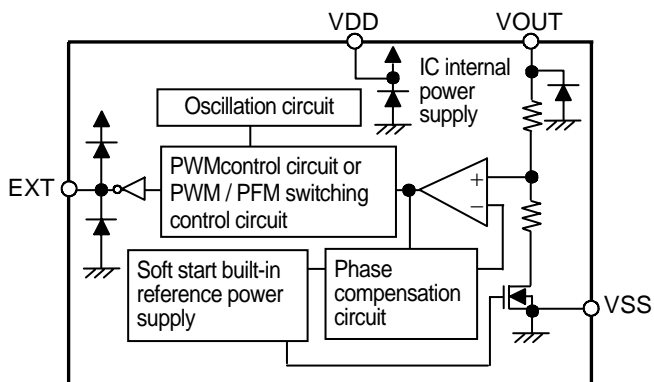 VDD
VOUT
IC internal
power
supply
Oscillation circuit
PWMcontrol circuit or
PWM / PFM switching
control circuit
EXT
+
−
Soft start built-in
reference power
supply
Phase
compensation
circuit
VSS